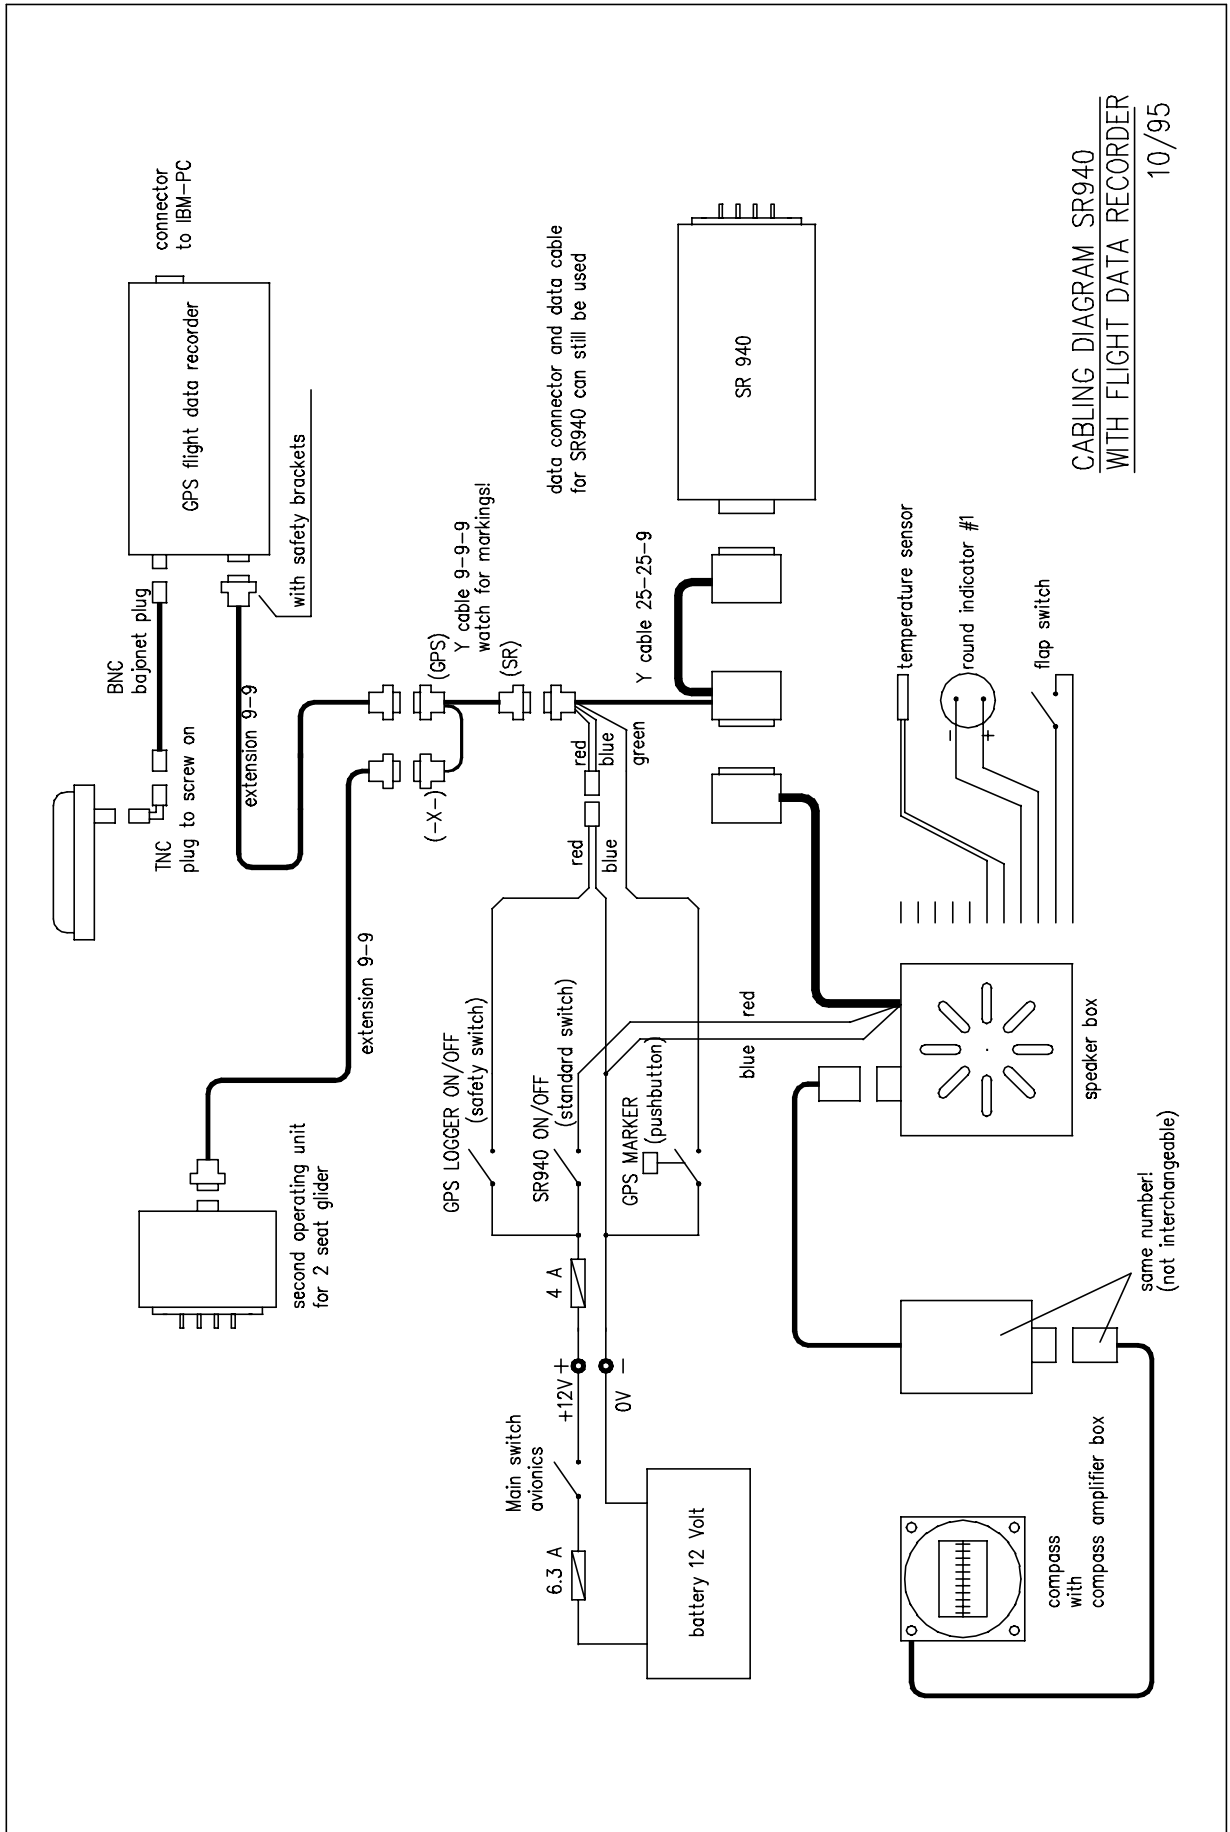 second operating unit
for 2 seat glider
extension 9-9
TNC
plug to screw on
BNC
bajonet plug
extension 9-9
GPS flight data recorder
connector
to IBM-PC
with safety brackets
(-X-)
(GPS)
Y cable 9-9-9
watch for markings!
(SR)
data connector and data cable
for SR940 can still be used
GPS LOGGER ON/OFF
(safety switch)
SR940 ON/OFF
(standard switch)
GPS MARKER
(pushbutton)
red
blue
red
blue
green
Y cable 25-25-9
SR 940
Main switch
avionics
6.3 A
+12V
+
4 A
0V
-
battery 12 Volt
blue
red
speaker box
temperature sensor
round indicator #1
-
+
flap switch
compass
with
compass amplifier box
same number!
(not interchangeable)
CABLING DIAGRAM SR940
WITH FLIGHT DATA RECORDER
10/95